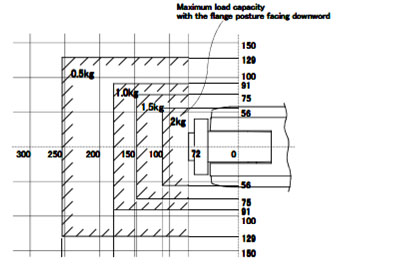 Maximum load capacity
with the flange posture facing downword
150
129
0.5kg
100
1.0kg
91
75
1.5kg
56
2kg
300 250 200 150 100 72 0
56
75
91
100
129
150